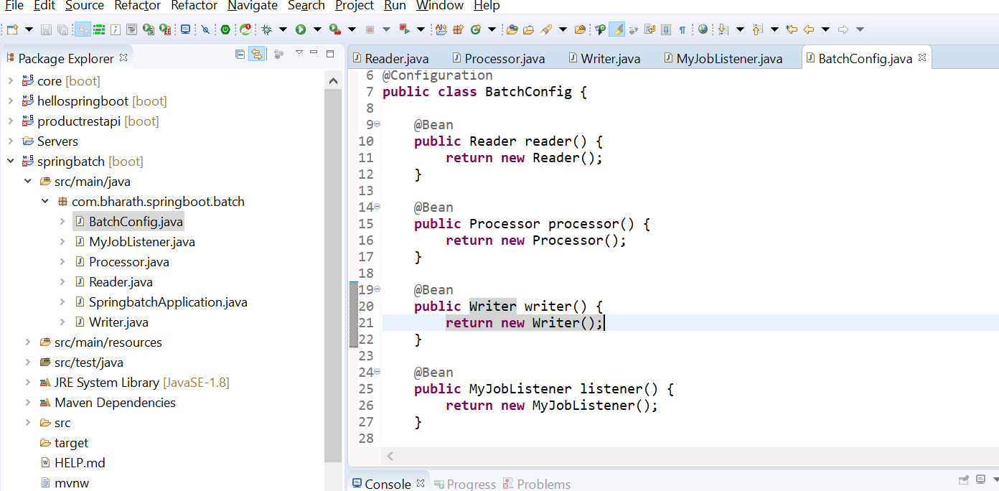 File Edit Source Refactor Refactor Navigate Search Project Run Window Help
Package Explorer
core [boot]
hellospringboot [boot]
productrestapi [boot]
Servers
springbatch [boot]
src/main/java
com.bharath.springboot.batch
BatchConfig.java
MyJobListener.java
Processor.java
Reader.java
SpringbatchApplication.java
Writer.java
src/main/resources
src/test/java
JRE System Library [JavaSE-1.8]
Maven Dependencies
src
target
HELP.md
mvnw
Reader.java Processor.java Writer.java MyJobListener.java BatchConfig.java
6 @Configuration
7 public class BatchConfig {
8
9 @Bean
10 public Reader reader() {
11 return new Reader();
12 }
13
14 @Bean
15 public Processor processor() {
16 return new Processor();
17 }
18
19 @Bean
20 public Writer writer() {
21 return new Writer();
22 }
23
24 @Bean
25 public MyJobListener listener() {
26 return new MyJobListener();
27 }
28
Console Progress Problems